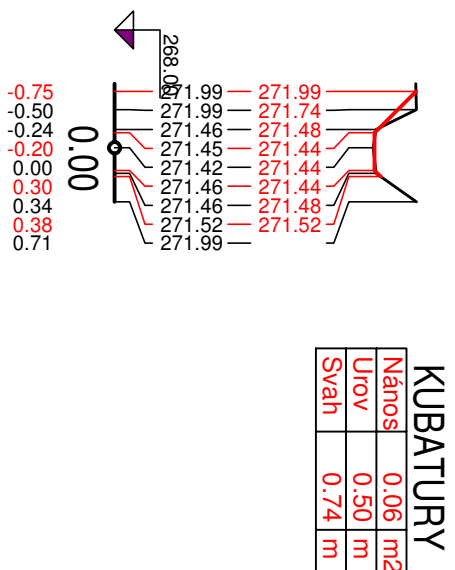 268.00
-0.75 271.99 271.99
-0.50 271.99 271.74
-0.24 271.46 271.48
-0.20 271.45 271.44
0.00 271.42 271.44
0.30 271.46 271.44
0.34 271.46 271.48
0.38 271.52 271.52
0.71 271.99
0.00
KUBATURY
Nános 0.06 m2
Urov 0.50 m
Svah 0.74 m